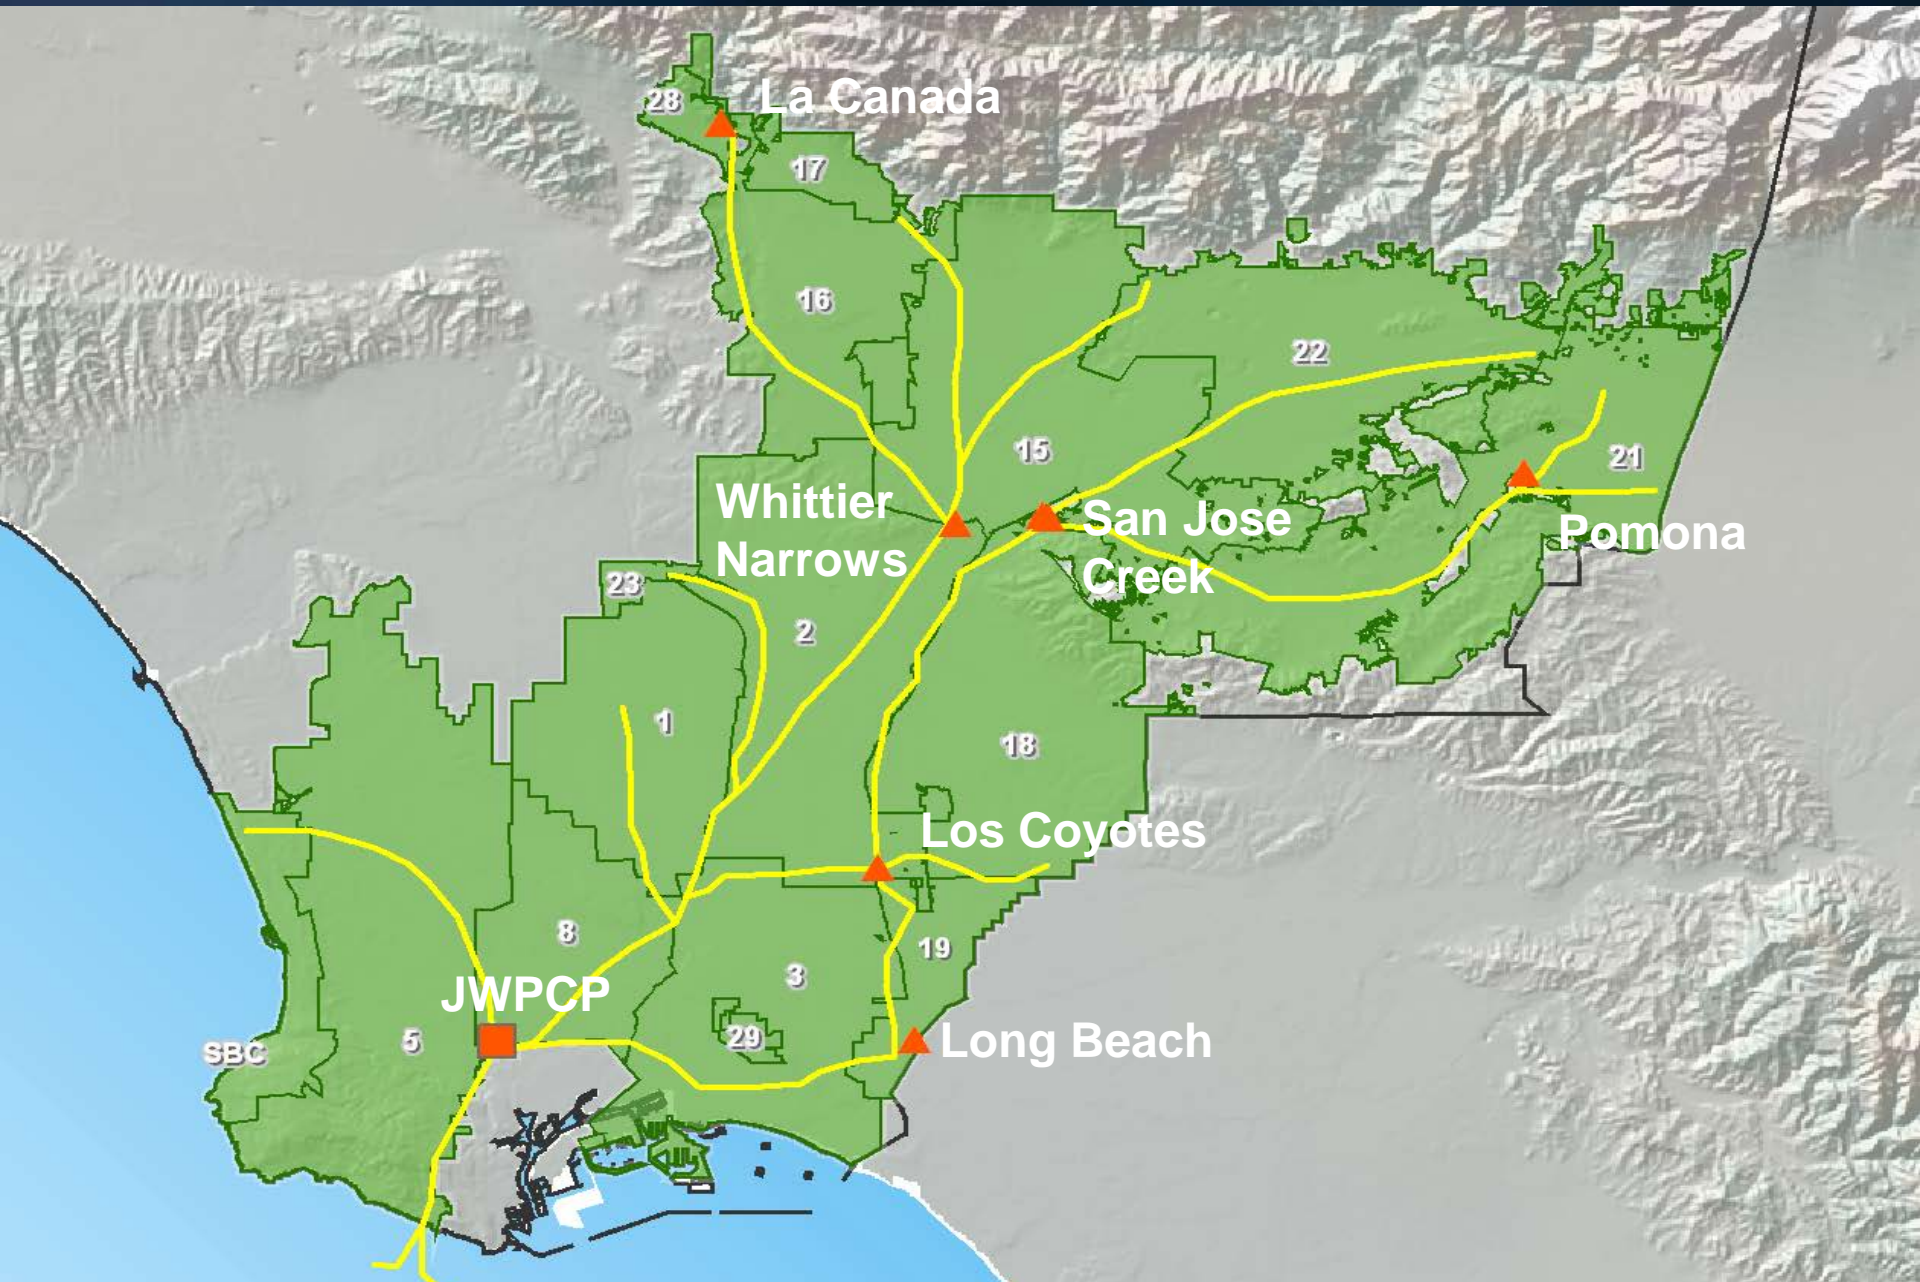 28
La Canada
17
16
22
15
21
Whittier
Narrows
San Jose
Creek
Pomona
23
2
1
18
Los Coyotes
8
19
3
JWPCP
29
5
SBC
Long Beach